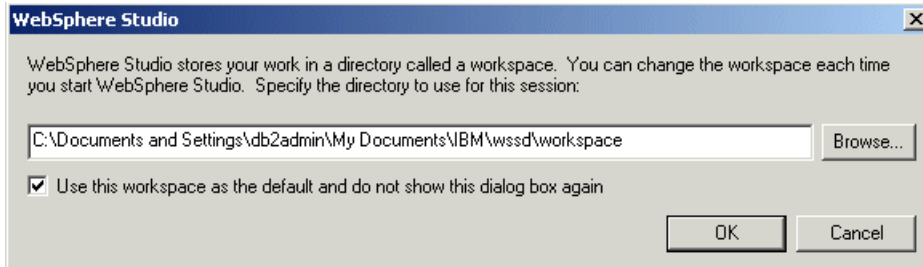 WebSphere Studio
WebSphere Studio stores your work in a directory called a workspace.  You can change the workspace each time
you start WebSphere Studio.  Specify the directory to use for this session:
C:\Documents and Settings\db2admin\My Documents\IBM\wssd\workspace
Browse...
Use this workspace as the default and do not show this dialog box again
OK
Cancel